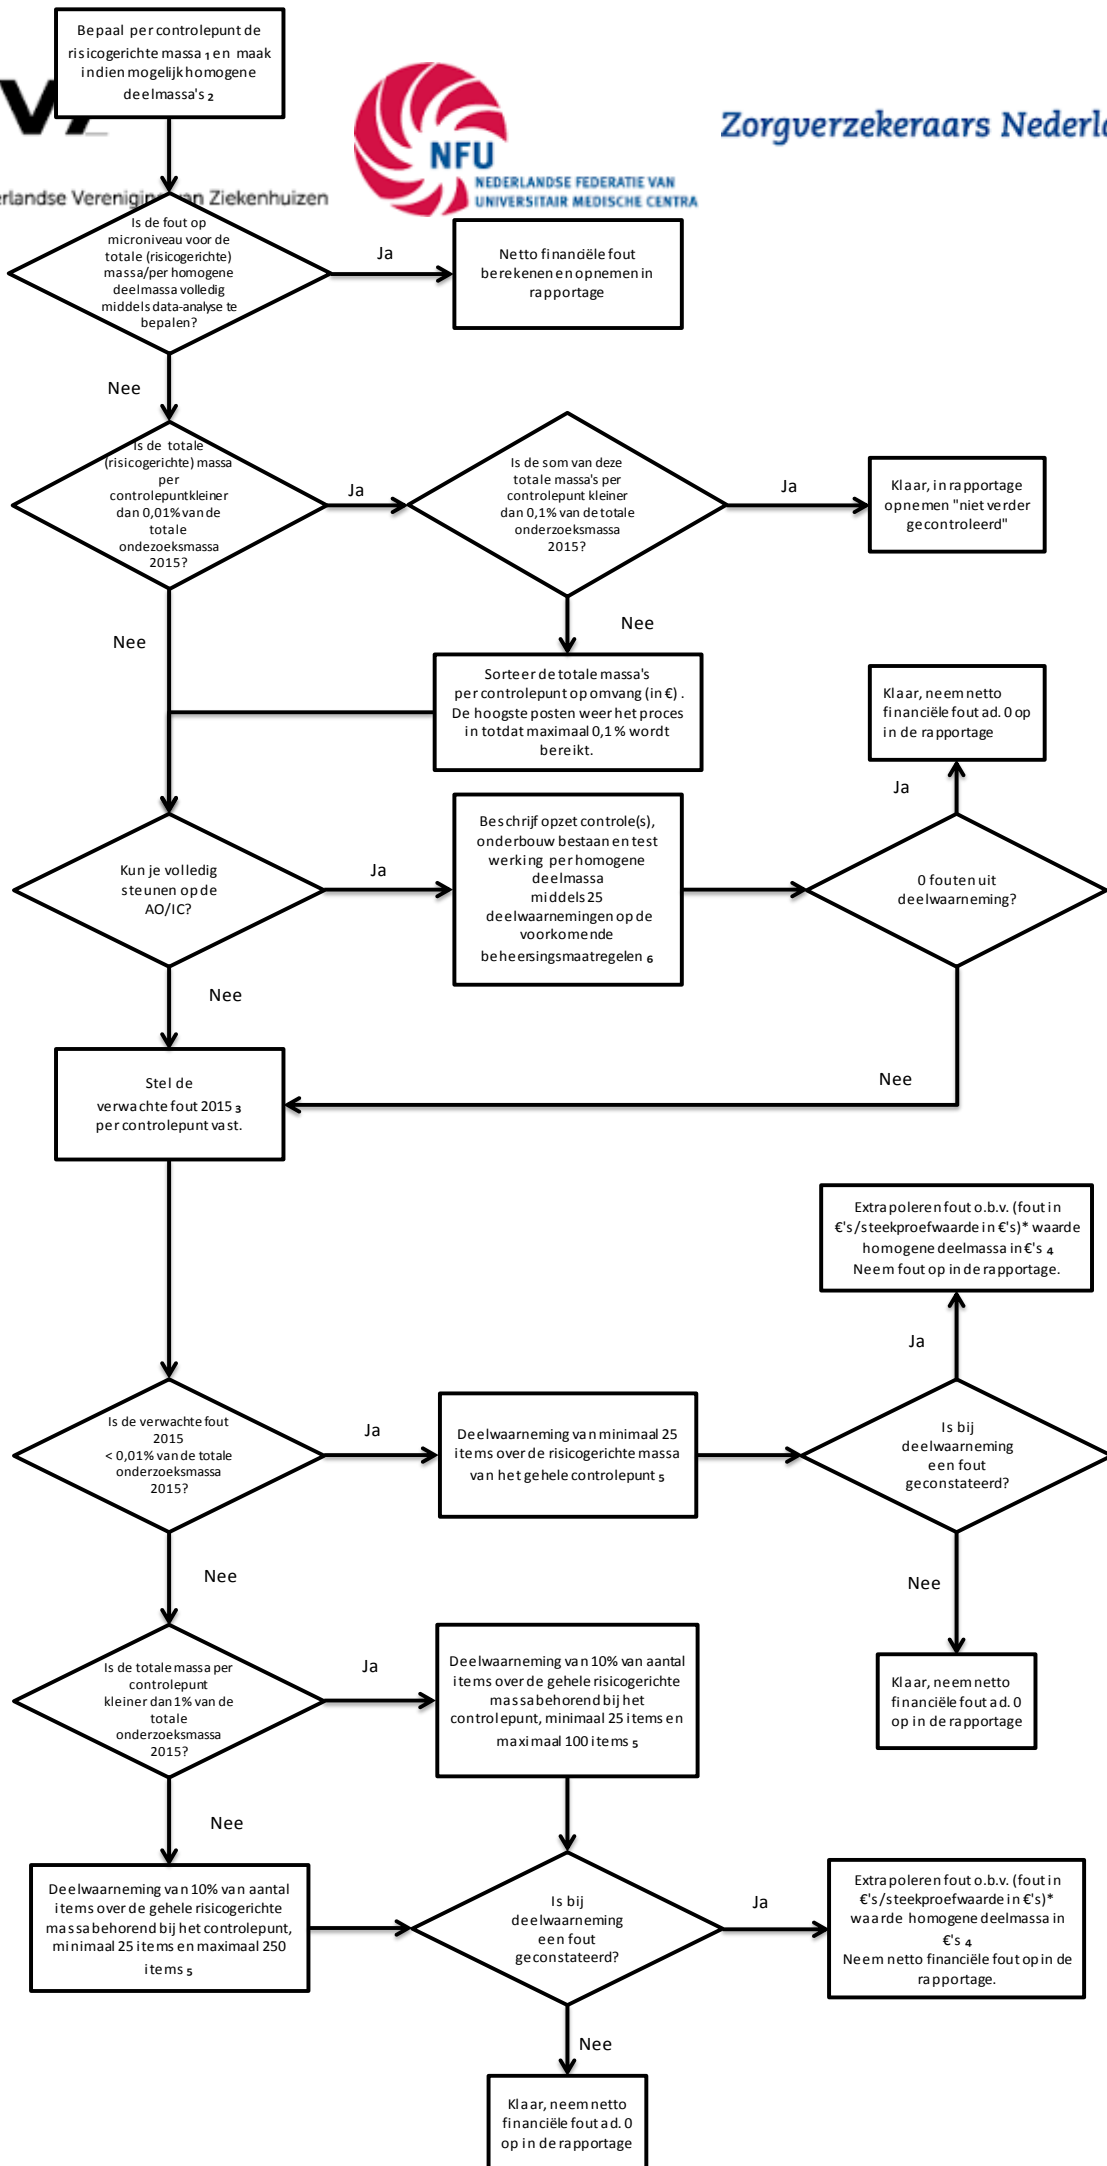 Bepaal per controlepunt de
risicogerichte massa 1 en maak
indien mogelijk homogene
deelmassa's 2
Zorgverzekeraars Nederla
NFU
NEDERLANDSE FEDERATIE VAN
UNIVERSITAIR MEDISCHE CENTRA
erlandse Vereniging van Ziekenhuizen
Is de fout op
microniveau voor de
totale (risicogerichte)
massa/per homogene
deelmassa volledig
middels data-analyse te
bepalen?
Ja
Netto financiële fout
berekenen en opnemen in
rapportage
Nee
Is de totale
(risicogerichte) massa
per
controlepunt kleiner
dan 0,01% van de
totale
ondezoeksmassa
2015?
Ja
Is de som van deze
totale massa's per
controlepunt kleiner
dan 0,1% van de totale
onderzoeksmassa
2015?
Ja
Klaar, in rapportage
opnemen "niet verder
gecontroleerd"
Nee
Nee
Sorteer de totale massa's
per controlepunt op omvang (in €) .
De hoogste posten weer het proces
in totdat maximaal 0,1% wordt
bereikt.
Klaar, neem netto
financiële fout ad. 0 op
in de rapportage
Ja
Kun je volledig
steunen op de
AO/IC?
Ja
Beschrijf opzet controle(s),
onderbouw bestaan en test
werking per homogene
deelmassa
middels 25
deelwaarnemingen op de
voorkomende
beheersingsmaatregelen 6
0 fouten uit
deelwaarneming?
Nee
Nee
Stel de
verwachte fout 2015 3
per controlepunt vast.
Extrapoleren fout o.b.v. (fout in
€'s/steekproefwaarde in €'s)* waarde
homogene deelmassa in €'s 4
Neem fout op in de rapportage.
Ja
Is de verwachte fout
2015
< 0,01% van de totale
onderzoeksmassa
2015?
Ja
Deelwaarneming van minimaal 25
items over de risicogerichte massa
van het gehele controlepunt 5
Is bij
deelwaarneming
een fout
geconstateerd?
Nee
Nee
Klaar, neem netto
financiële fout ad. 0
op in de rapportage
Is de totale massa per
controlepunt
kleiner dan 1% van de
totale
onderzoeksmassa
2015?
Ja
Deelwaarneming van 10% van aantal
items over de gehele risicogerichte
massa behorend bij het
controlepunt, minimaal 25 items en
maximaal 100 items 5
Nee
Deelwaarneming van 10% van aantal
items over de gehele risicogerichte
massa behorend bij het controlepunt,
minimaal 25 items en maximaal 250
items 5
Is bij
deelwaarneming
een fout
geconstateerd?
Ja
Extrapoleren fout o.b.v. (fout in
€'s/steekproefwaarde in €'s)*
waarde homogene deelmassa in
€'s 4
Neem netto financiële fout op in de
rapportage.
Nee
Klaar, neem netto
financiële fout ad. 0
op in de rapportage